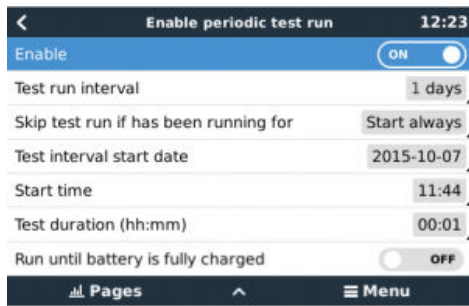 Enable periodic test run 12:23
Enable ON
Test run interval 1 days
Skip test run if has been running for Start always
Test interval start date 2015-10-07
Start time 11:44
Test duration (hh:mm) 00:01
Run until battery is fully charged OFF
Pages Menu